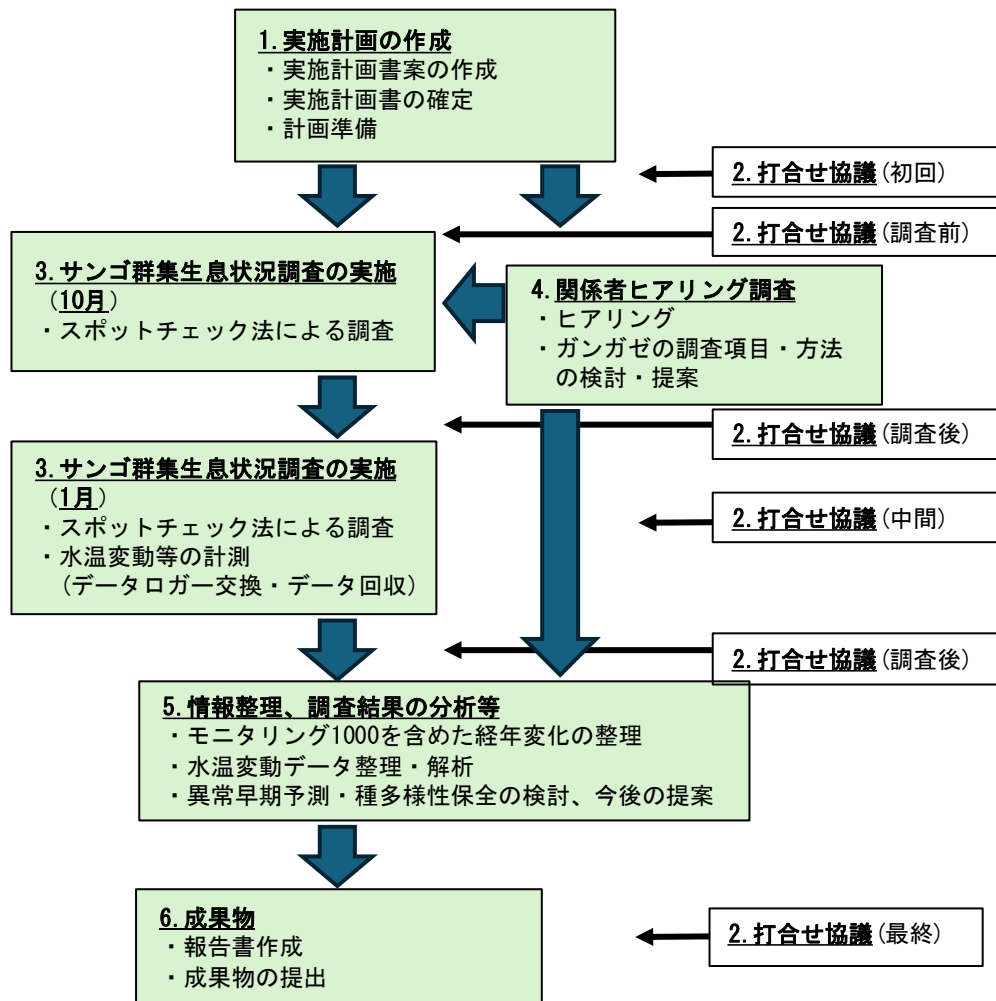 1.実施計画の作成
・実施計画書案の作成
・実施計画書の確定
・計画準備
2.打合せ協議(初回)
2.打合せ協議(調査前)
3.サンゴ群集生息状況調査の実施
(10月)
・スポットチェック法による調査
4.関係者ヒアリング調査
・ヒアリング
・ガンガゼの調査項目・方法
の検討・提案
2.打合せ協議(調査後)
3.サンゴ群集生息状況調査の実施
(1月)
・スポットチェック法による調査
・水温変動等の計測
(データロガー交換・データ回収)
2.打合せ協議(中間)
2.打合せ協議(調査後)
5.情報整理、調査結果の分析等
・モニタリング1000を含めた経年変化の整理
・水温変動データ整理・解析
・異常早期予測・種多様性保全の検討、今後の提案
6.成果物
・報告書作成
・成果物の提出
2.打合せ協議(最終)